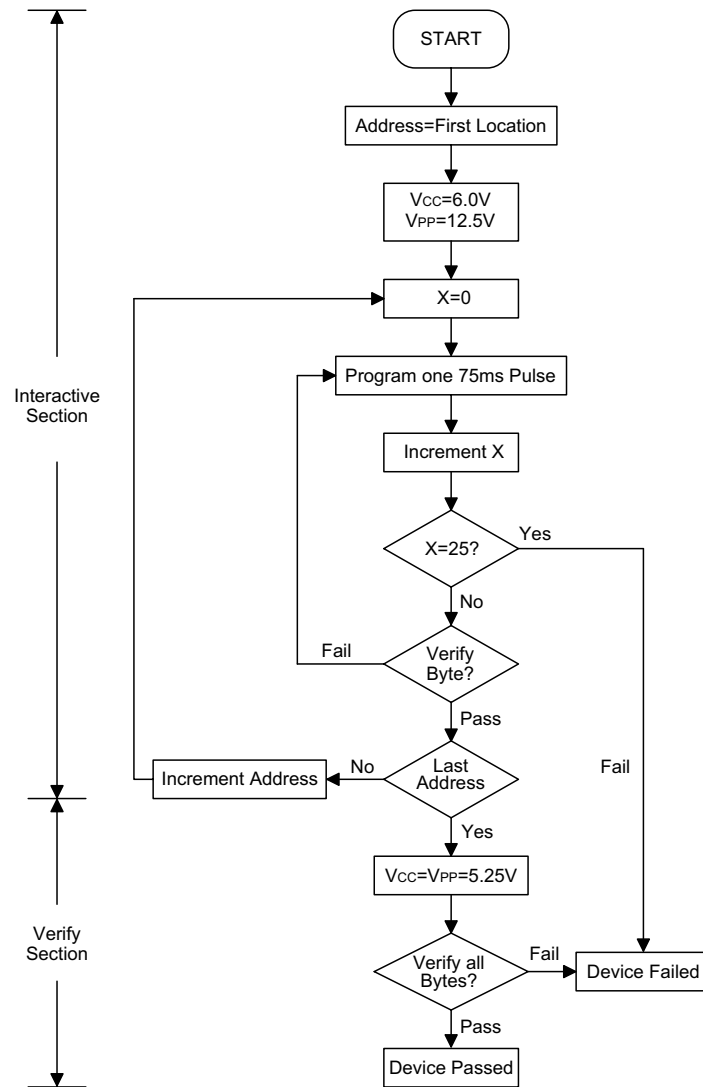 START
Address=First Location
VCC=6.0V
VPP=12.5V
X=0
Interactive
Section
Program one 75ms Pulse
Increment X
X=25?
Yes
No
Fail
Verify
Byte?
Pass
Increment Address
No
Last
Address
Fail
Yes
VCC=VPP=5.25V
Verify
Section
Verify all
Bytes?
Fail
Device Failed
Pass
Device Passed